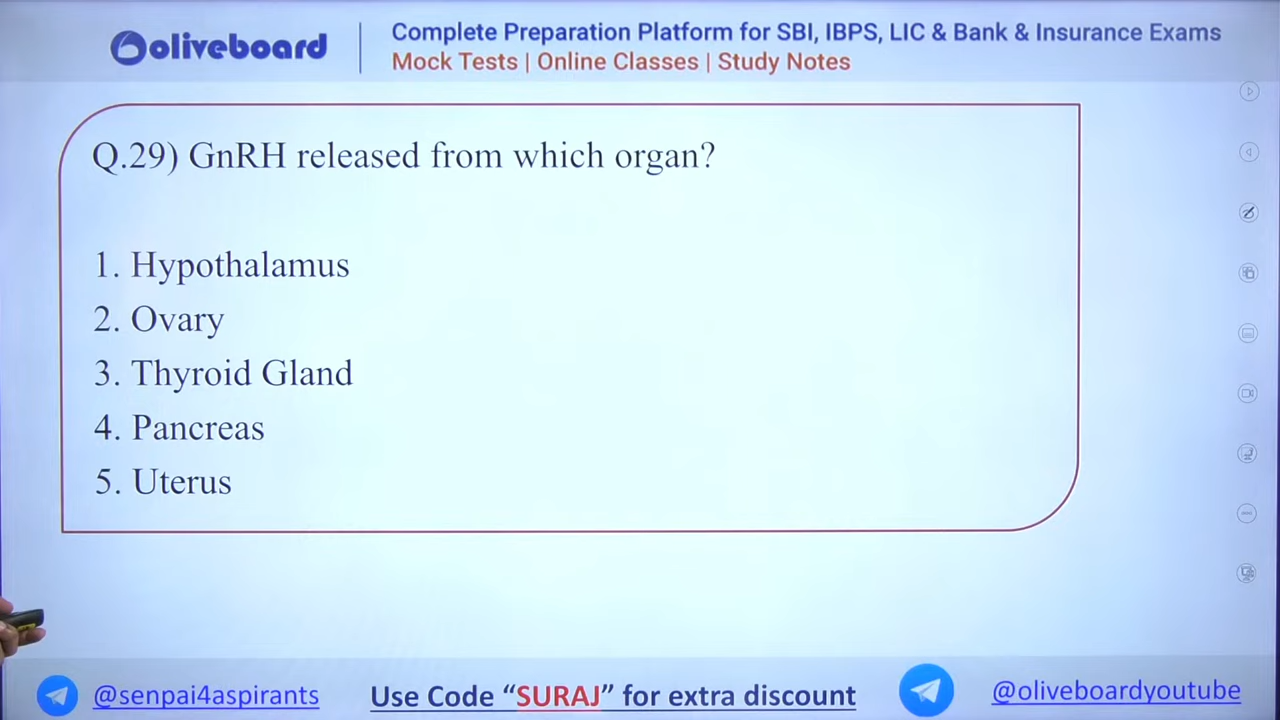 oliveboard
Complete Preparation Platform for SBI, IBPS, LIC & Bank & Insurance Exams
Mock Tests | Online Classes | Study Notes
Q.29) GnRH released from which organ?
1. Hypothalamus
2. Ovary
3. Thyroid Gland
4. Pancreas
5. Uterus
@senpai4aspirants
Use Code “SURAJ” for extra discount
@oliveboardyoutube